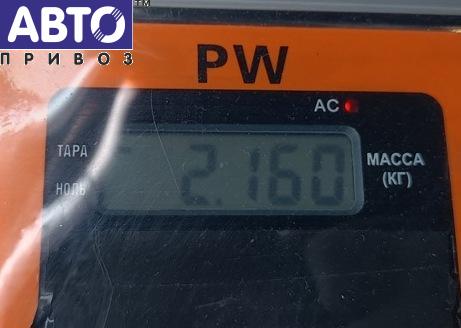 АВТО
ПРИВОЗ
PW
AC
ТАРА
2.160
МАССА
НОЛЬ
(КГ)